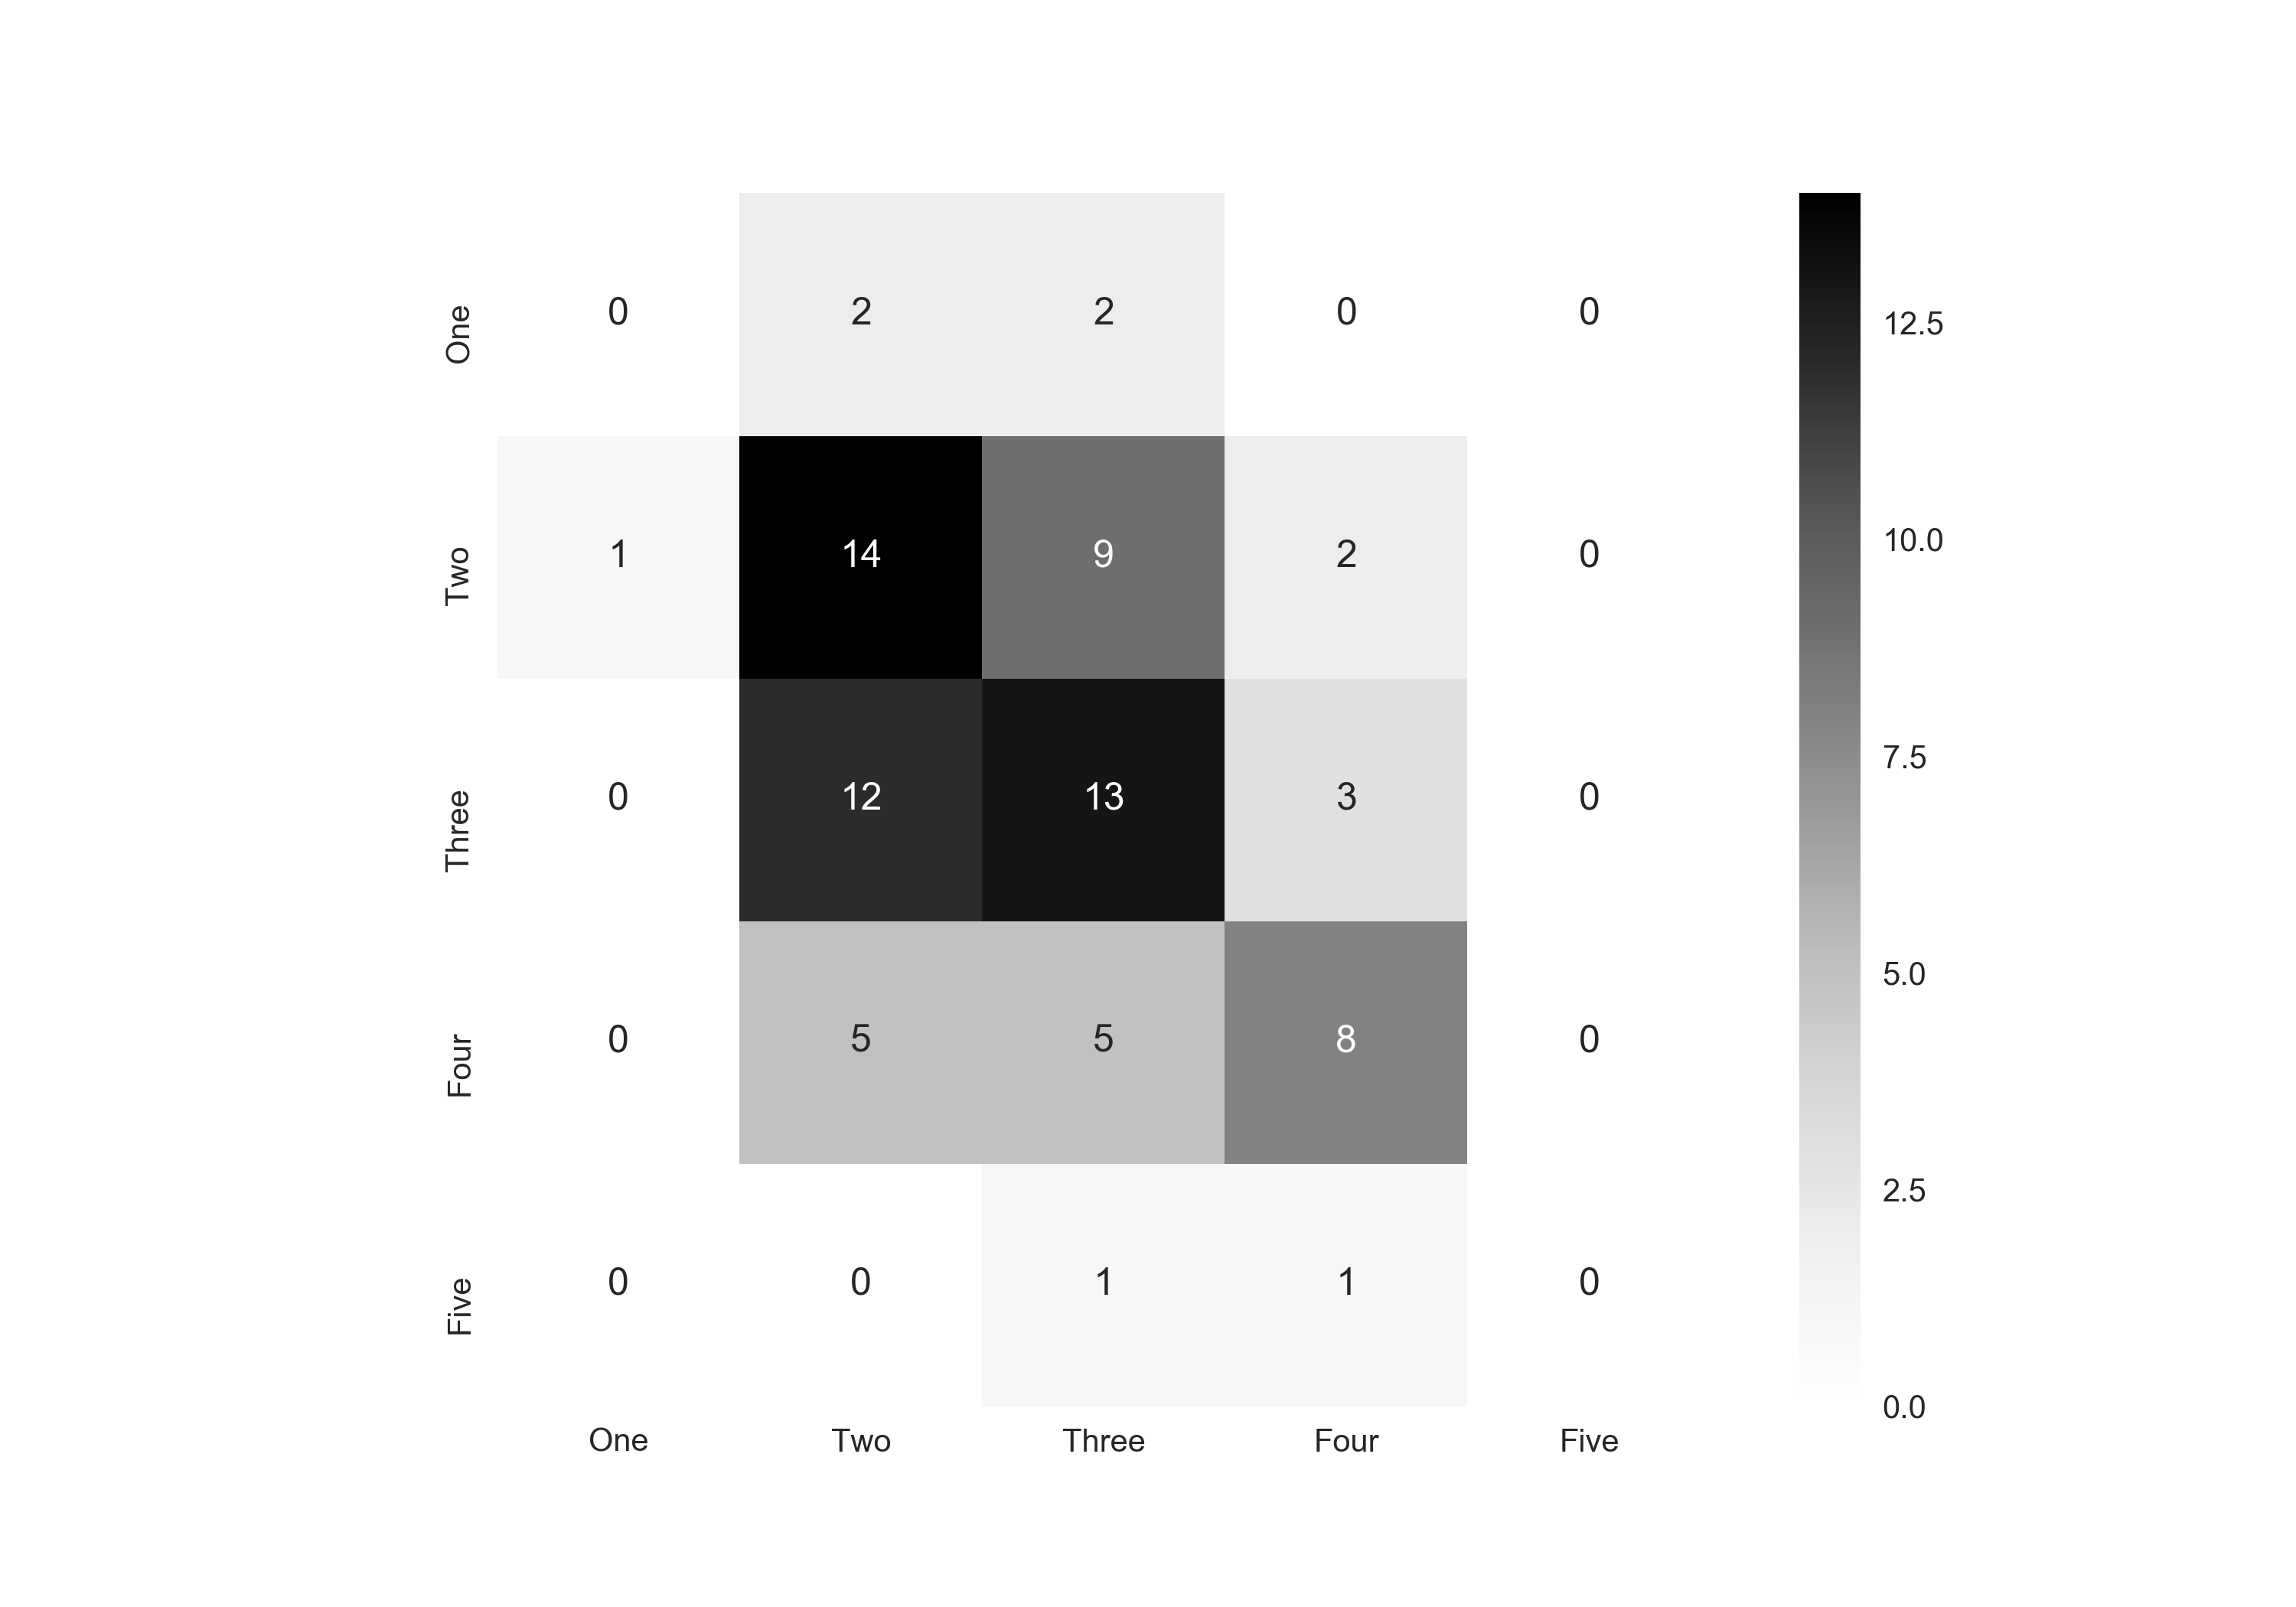 One 0 2 2 0 0
Two 1 14 9 2 0
Three 0 12 13 3 0
Four 0 5 5 8 0
Five 0 0 1 1 0
One Two Three Four Five
12.5
10.0
7.5
5.0
2.5
0.0